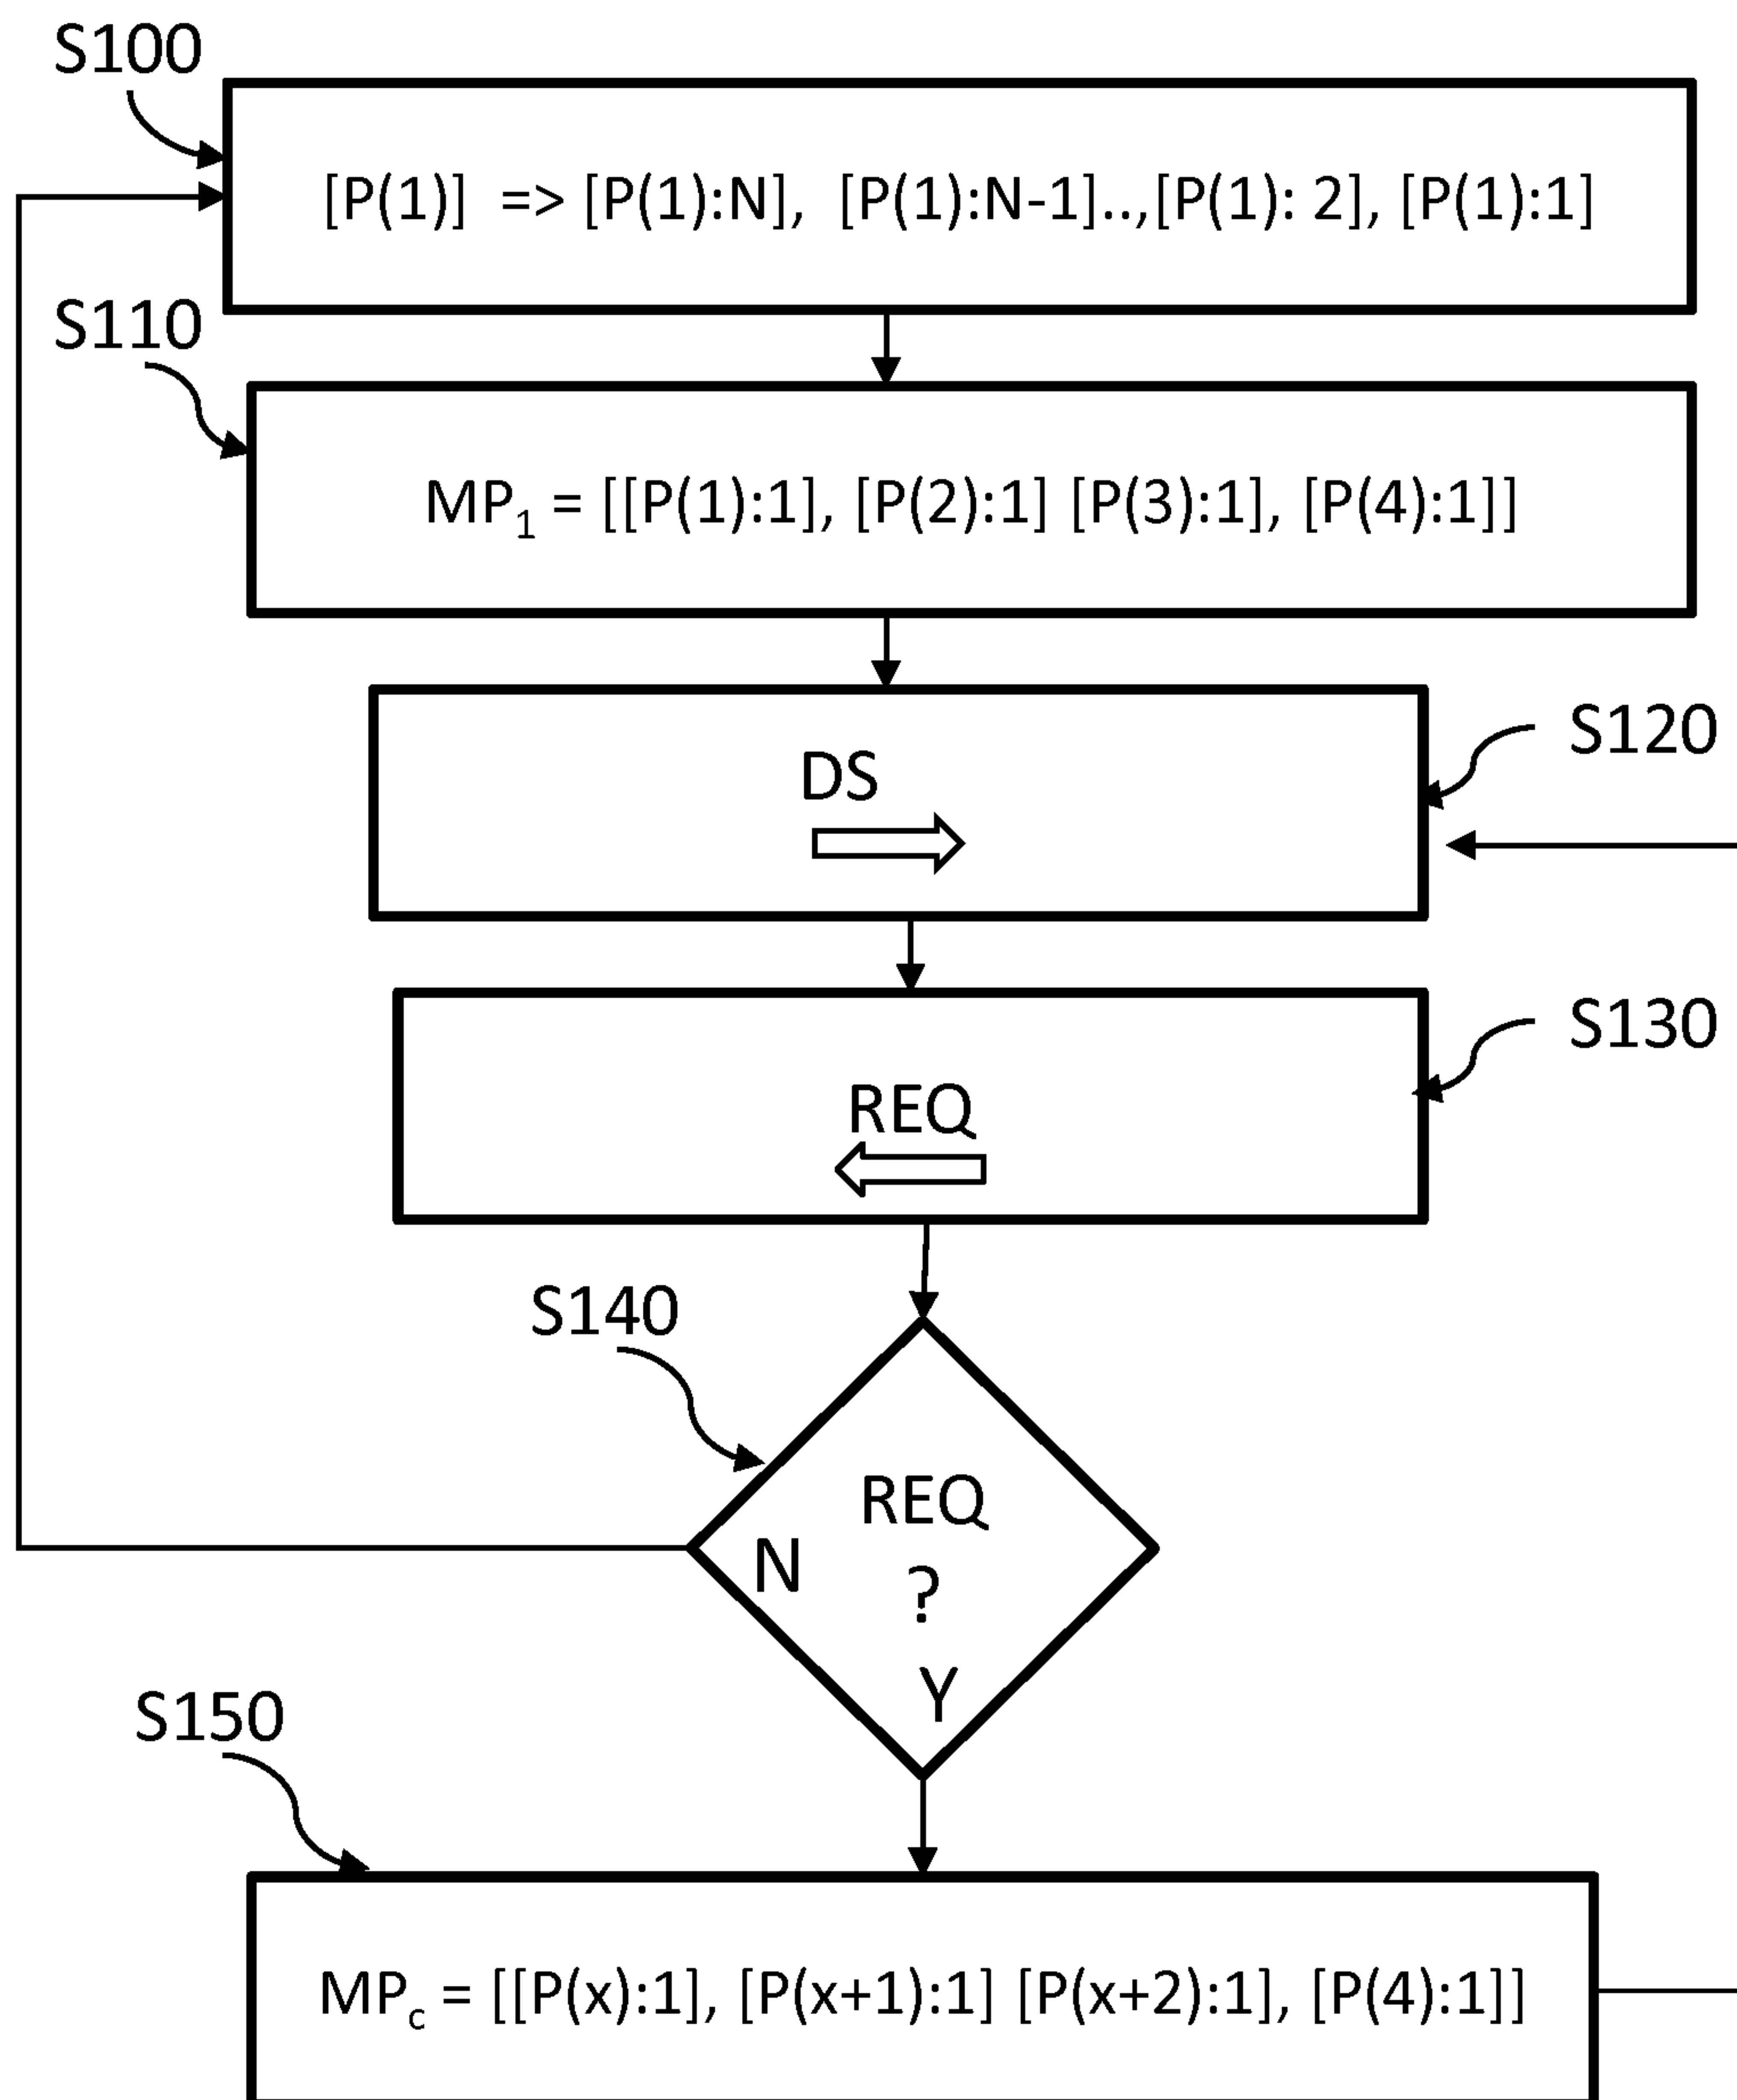 S100
[P(1)] => [P(1):N], [P(1):N-1]..,[P(1): 2], [P(1):1]
S110
MP1 = [[P(1):1], [P(2):1] [P(3):1], [P(4):1]]
S120
DS
S130
REQ
S140
REQ
N
?
Y
S150
MPc = [[P(x):1], [P(x+1):1] [P(x+2):1], [P(4):1]]